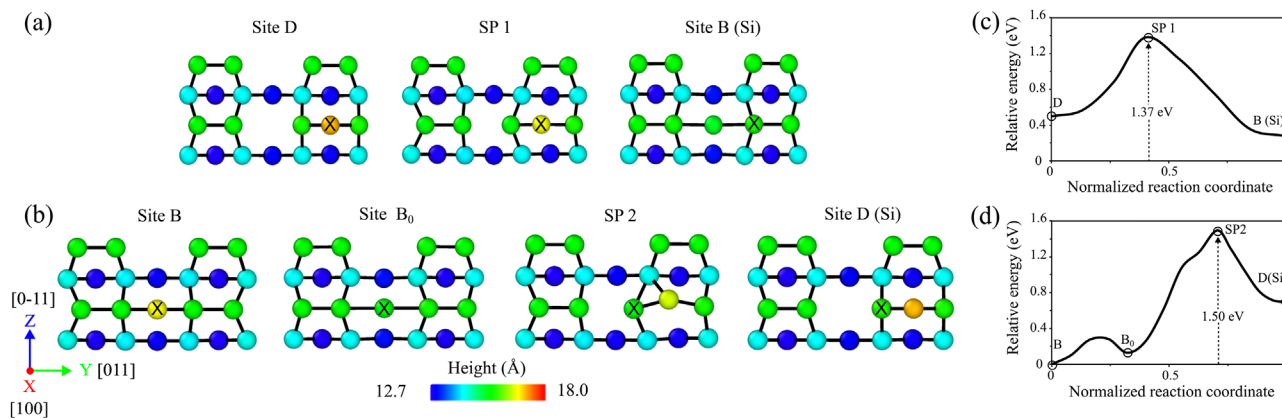 (a)
Site D
SP 1
Site B (Si)
X
X
X
(b)
Site B
Site B₀
SP 2
Site D (Si)
X
X
X
X
[0-11]
Z
Y [011]
X
[100]
Height (Å)
12.7
18.0
(c)
Relative energy (eV)
1.6
1.2
0.8
0.4
0
D
SP 1
1.37 eV
B (Si)
0.5
Normalized reaction coordinate
(d)
Relative energy (eV)
1.6
1.2
0.8
0.4
0
B
B₀
SP2
1.50 eV
D(Si
0.5
Normalized reaction coordinate